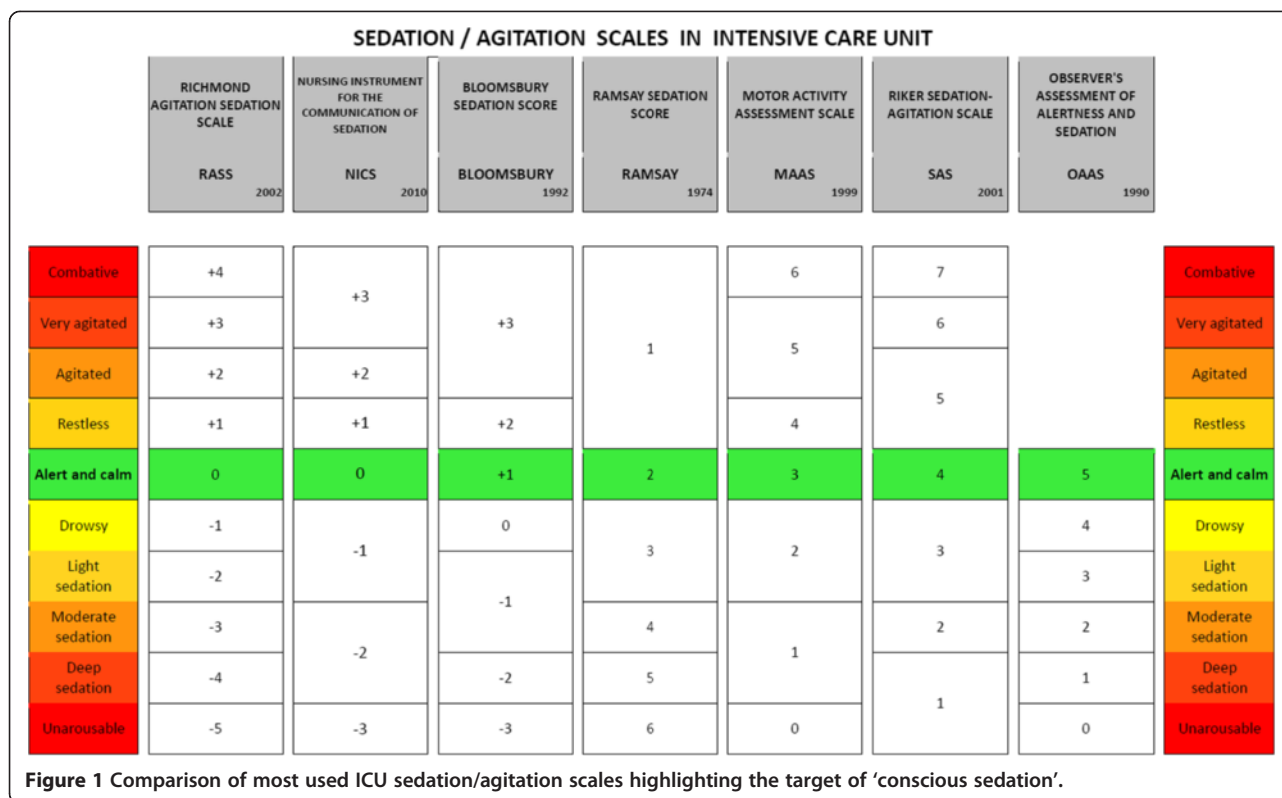 SEDATION / AGITATION SCALES IN INTENSIVE CARE UNIT
RICHMOND
AGITATION SEDATION
SCALE
RASS
2002
NURSING INSTRUMENT
FOR THE
COMMUNICATION OF
SEDATION
NICS
2010
BLOOMSBURY
SEDATION SCORE
BLOOMSBURY
1992
RAMSAY SEDATION
SCORE
RAMSAY
1974
MOTOR ACTIVITY
ASSESSMENT SCALE
MAAS
1999
RIKER SEDATION-
AGITATION SCALE
SAS
2001
OBSERVER'S
ASSESSMENT OF
ALERTNESS AND
SEDATION
OAAS
1990
Combative
Very agitated
Agitated
Restless
Alert and calm
Drowsy
Light
sedation
Moderate
sedation
Deep
sedation
Unarousable
+4
+3
+2
+1
0
-1
-2
-3
-4
-5
+3
+2
+1
0
-1
-2
-3
+3
+2
+1
0
-1
-2
-3
1
2
3
4
5
6
6
5
4
3
2
1
0
7
6
5
4
3
2
1
5
4
3
2
1
0
Combative
Very agitated
Agitated
Restless
Alert and calm
Drowsy
Light
sedation
Moderate
sedation
Deep
sedation
Unarousable
Figure 1 Comparison of most used ICU sedation/agitation scales highlighting the target of 'conscious sedation'.